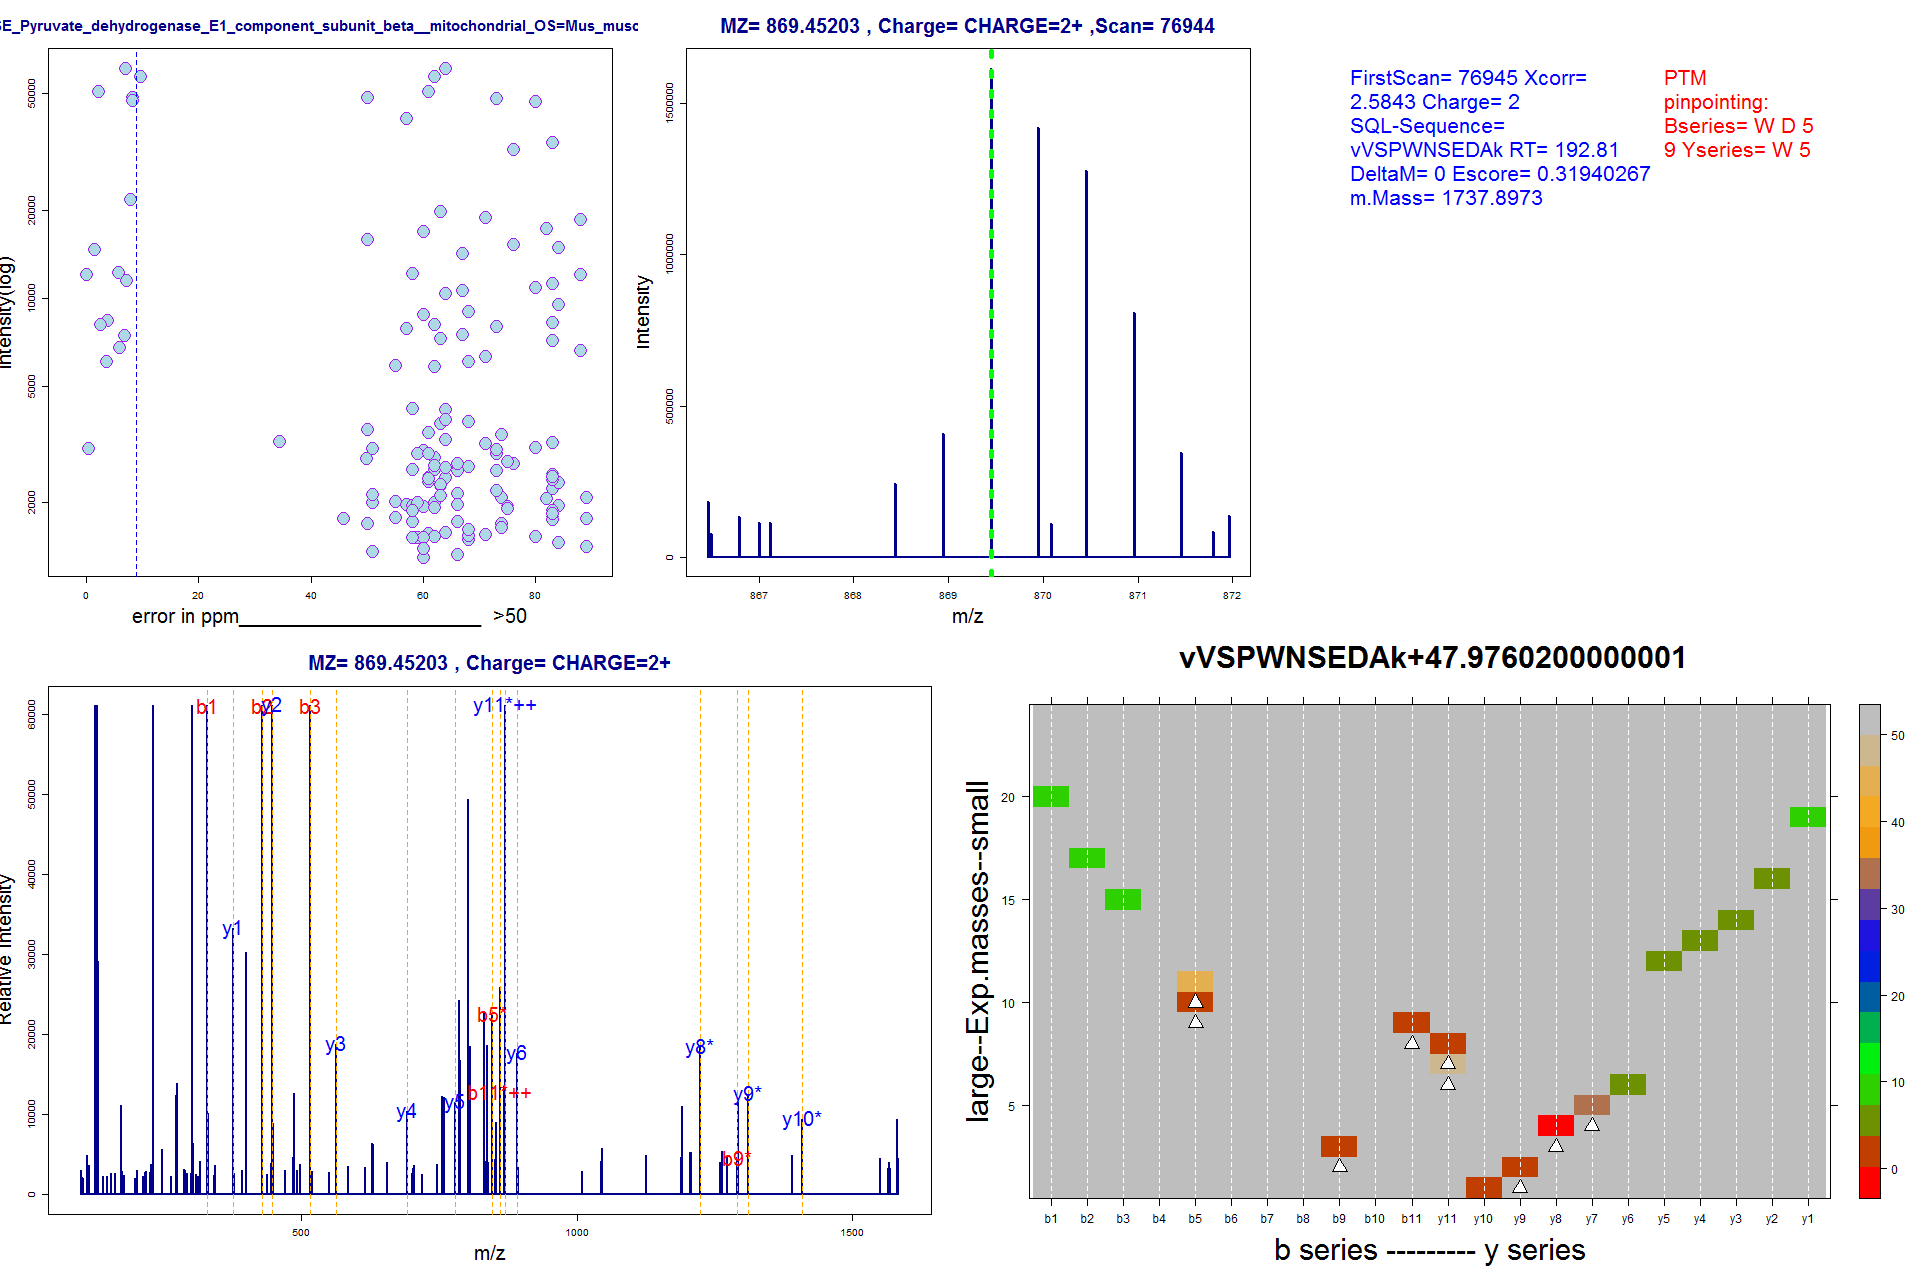 SE_Pyruvate_dehydrogenase_E1_component_subunit_beta__mitochondrial_OS=Mus_musc
Intensity(log)
50000
20000
10000
5000
2000
0 20 40 60 80
error in ppm______________________ >50
MZ= 869.45203 , Charge= CHARGE=2+ ,Scan= 76944
Intensity
1500000
1000000
500000
0
867 868 869 870 871 872
m/z
FirstScan= 76945 Xcorr=
2.5843 Charge= 2
SQL-Sequence=
vVSPWNSEDAk RT= 192.81
DeltaM= 0 Escore= 0.31940267
m.Mass= 1737.8973
PTM
pinpointing:
Bseries= W D 5
9 Yseries= W 5
MZ= 869.45203 , Charge= CHARGE=2+
Relative Intensity
60000
50000
40000
30000
20000
10000
0
b1 b2 y2 b3 y11*++
y1
b5*
y3 y6 y8*
b11*++ y9*
y4 y5 y10*
b9*
500 1000 1500
m/z
vVSPWNSEDAk+47.9760200000001
large--Exp.masses--small
20
15
10
5
b1 b2 b3 b4 b5 b6 b7 b8 b9 b10 b11 y11 y10 y9 y8 y7 y6 y5 y4 y3 y2 y1
b series --------- y series
50
40
30
20
10
0